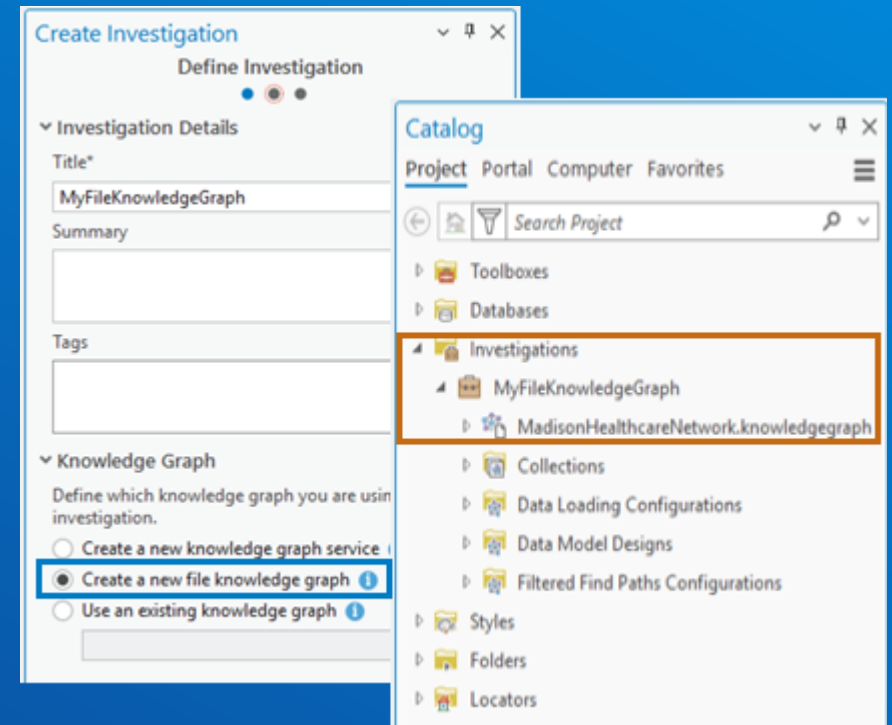 Create Investigation
Define Investigation
Investigation Details
Title*
MyFileKnowledgeGraph
Summary
Tags
Knowledge Graph
Define which knowledge graph you are
investigation.
Create a new knowledge graph service
Create a new file knowledge graph
Use an existing knowledge graph
Catalog
Project Portal Computer Favorites
Search Project
Toolboxes
Databases
Investigations
MyFileKnowledgeGraph
MadisonHealthcareNetwork.knowledgegraph
Collections
Data Loading Configurations
Data Model Designs
Filtered Find Paths Configurations
Styles
Folders
Locators